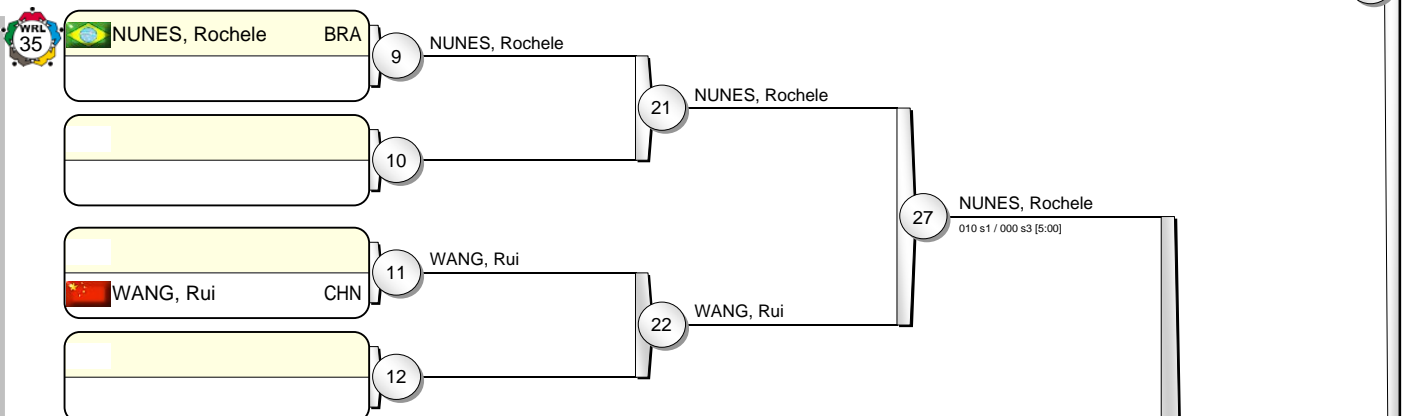 WRL
35
NUNES, Rochele BRA
9
NUNES, Rochele
21
NUNES, Rochele
10
27
NUNES, Rochele
010 s1 / 000 s3 [5:00]
11
WANG, Rui
WANG, Rui CHN
22
WANG, Rui
12